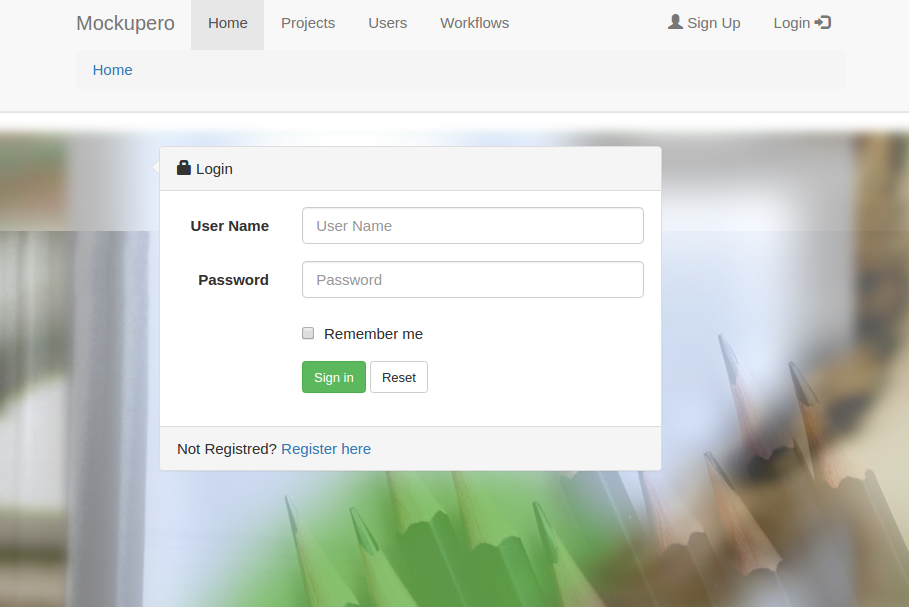 Mockupero Home Projects Users Workflows Sign Up Login
Home
Login
User Name User Name
Password Password
Remember me
Sign in Reset
Not Registred? Register here